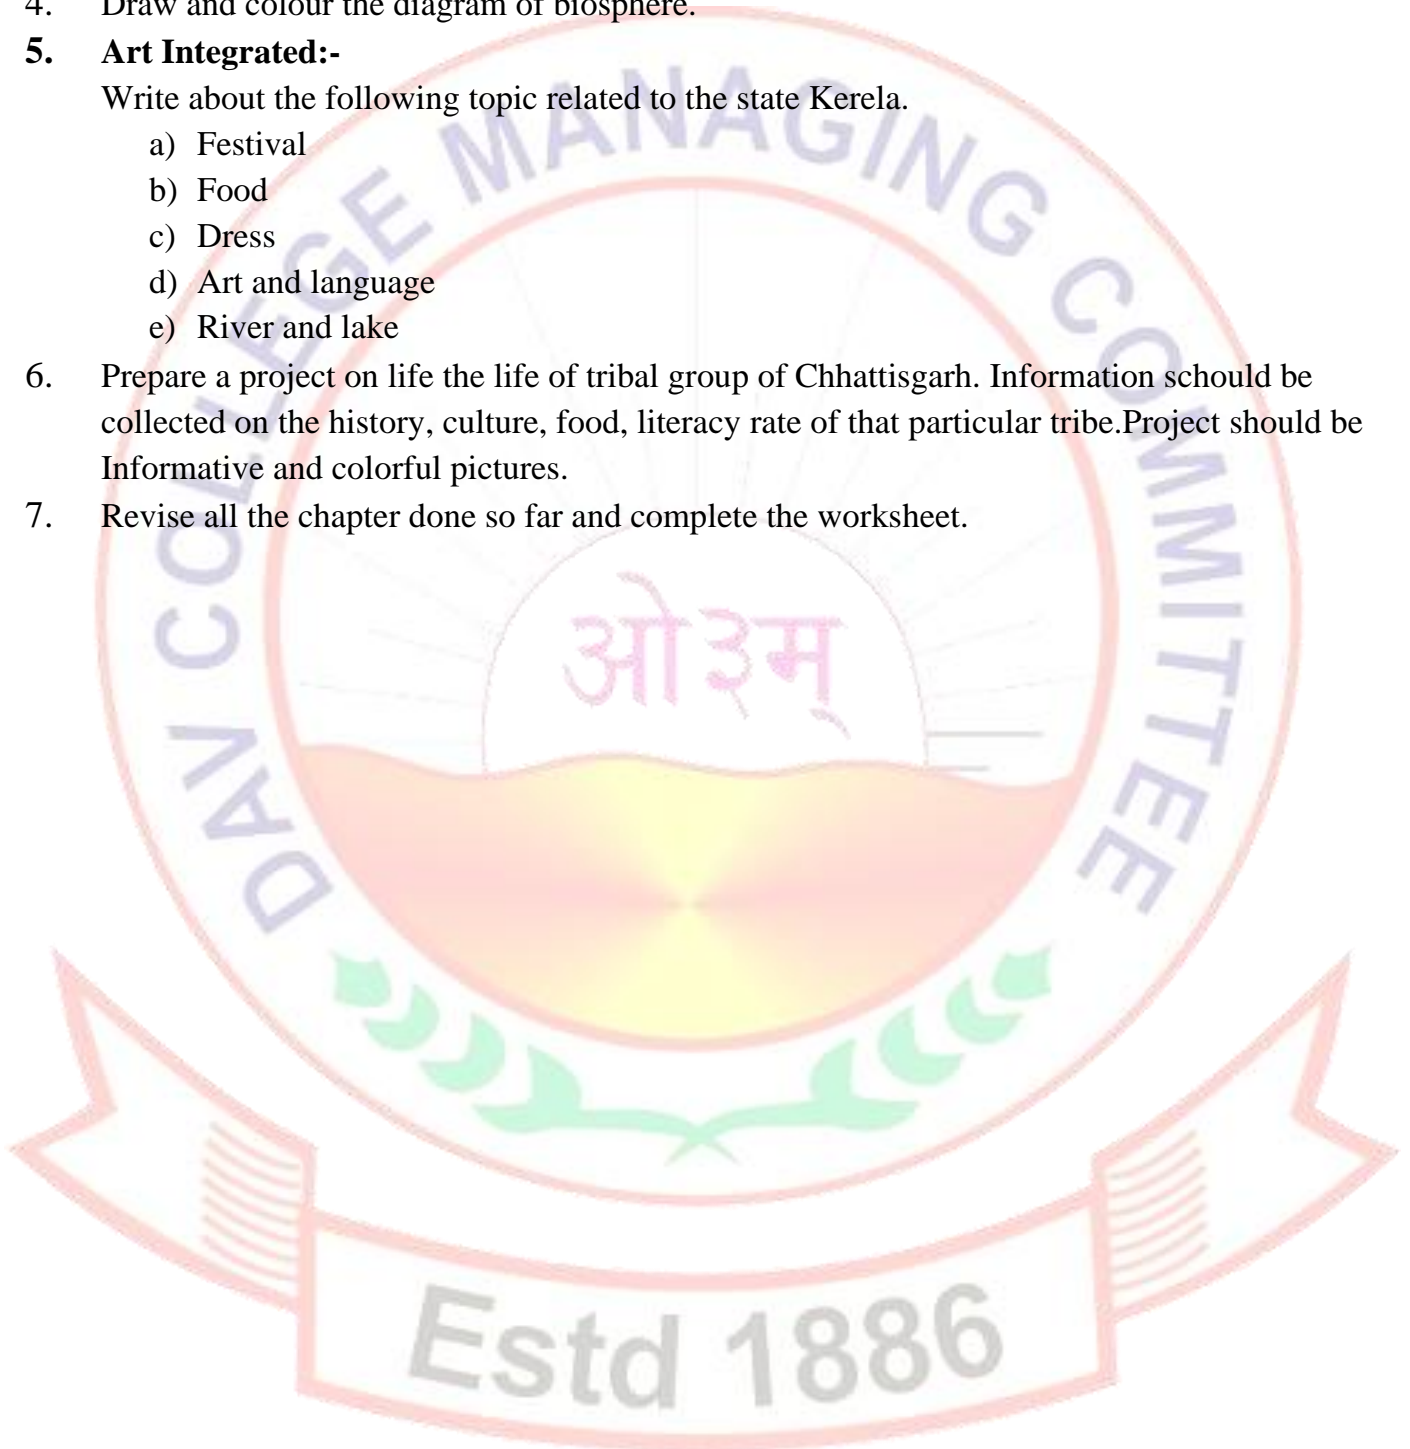 4. Draw and colour the diagram of biosphere.
5. Art Integrated:-
Write about the following topic related to the state Kerela.
a) Festival
b) Food
c) Dress
d) Art and language
e) River and lake
6. Prepare a project on life the life of tribal group of Chhattisgarh. Information schould be
collected on the history, culture, food, literacy rate of that particular tribe.Project should be
Informative and colorful pictures.
7. Revise all the chapter done so far and complete the worksheet.
DAV COLLEGE MANAGING COMMITTEE
ओ३म्
Estd 1886